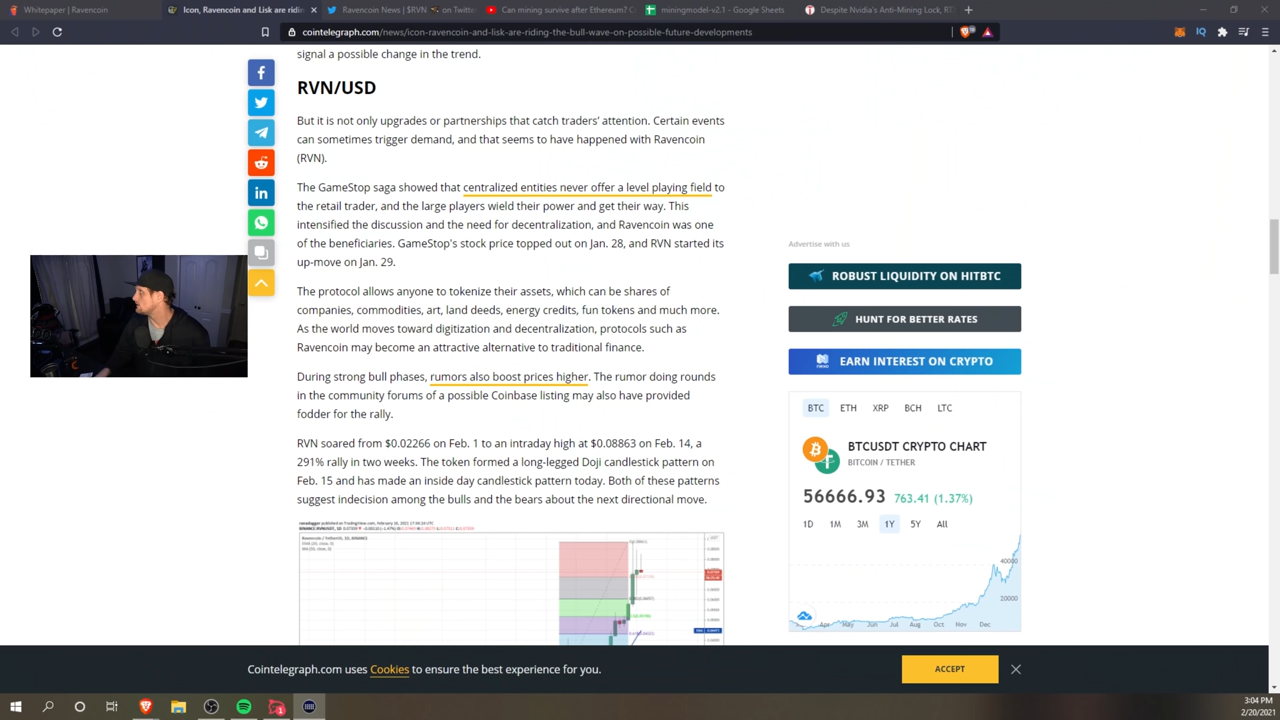 Whitepaper | Ravencoin
Icon, Ravencoin and Lisk are ridin
Ravencoin News | $RVN on Twitte
Can mining survive after Ethereum? C
miningmodel-v2.1 - Google Sheets
Despite Nvidia's Anti-Mining Lock, RT
cointelegraph.com/news/icon-ravencoin-and-lisk-are-riding-the-bull-wave-on-possible-future-developments
signal a possible change in the trend.
RVN/USD
But it is not only upgrades or partnerships that catch traders' attention. Certain events
can sometimes trigger demand, and that seems to have happened with Ravencoin
(RVN).
The GameStop saga showed that centralized entities never offer a level playing field to
the retail trader, and the large players wield their power and get their way. This
intensified the discussion and the need for decentralization, and Ravencoin was one
of the beneficiaries. GameStop's stock price topped out on Jan. 28, and RVN started its
up-move on Jan. 29.
The protocol allows anyone to tokenize their assets, which can be shares of
companies, commodities, art, land deeds, energy credits, fun tokens and much more.
As the world moves toward digitization and decentralization, protocols such as
Ravencoin may become an attractive alternative to traditional finance.
During strong bull phases, rumors also boost prices higher. The rumor doing rounds
in the community forums of a possible Coinbase listing may also have provided
fodder for the rally.
RVN soared from $0.02266 on Feb. 1 to an intraday high at $0.08863 on Feb. 14, a
291% rally in two weeks. The token formed a long-legged Doji candlestick pattern on
Feb. 15 and has made an inside day candlestick pattern today. Both of these patterns
suggest indecision among the bulls and the bears about the next directional move.
Advertise with us
ROBUST LIQUIDITY ON HITBTC
HUNT FOR BETTER RATES
EARN INTEREST ON CRYPTO
BTC ETH XRP BCH LTC
BTCUSDT CRYPTO CHART
BITCOIN / TETHER
56666.93 763.41 (1.37%)
1D 1M 3M 1Y 5Y All
40000
20000
Apr May Jun Jul Aug Oct Nov Dec
Cointelegraph.com uses Cookies to ensure the best experience for you.
ACCEPT
3:04 PM
2/20/2021